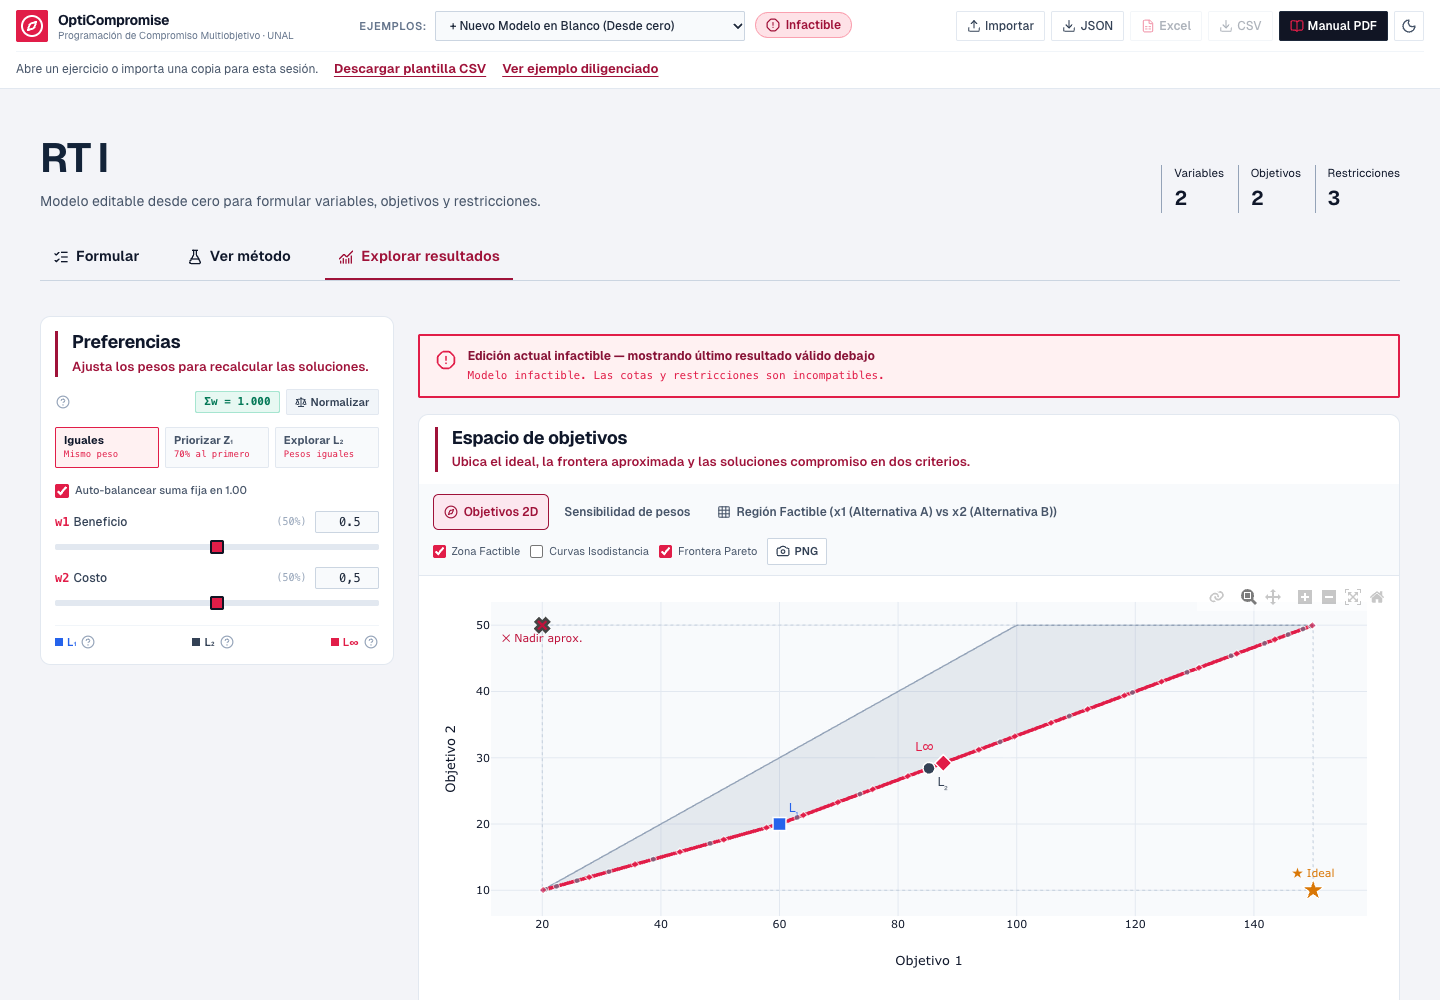 OptiCompromise
Programación de Compromiso Multiobjetivo · UNAL
EJEMPLOS:
+ Nuevo Modelo en Blanco (Desde cero)
Infactible
Importar
JSON
Excel
CSV
Manual PDF
Abre un ejercicio o importa una copia para esta sesión.
Descargar plantilla CSV
Ver ejemplo diligenciado
RT I
Modelo editable desde cero para formular variables, objetivos y restricciones.
Variables
2
Objetivos
2
Restricciones
3
Formular
Ver método
Explorar resultados
Preferencias
Ajusta los pesos para recalcular las soluciones.
Σw = 1.000
Normalizar
Iguales
Mismo peso
Priorizar Z₁
70% al primero
Explorar L₂
Pesos iguales
Auto-balancear suma fija en 1.00
w1 Beneficio
(50%)
0.5
w2 Costo
(50%)
0,5
L₁
L₂
L∞
Edición actual infactible — mostrando último resultado válido debajo
Modelo infactible. Las cotas y restricciones son incompatibles.
Espacio de objetivos
Ubica el ideal, la frontera aproximada y las soluciones compromiso en dos criterios.
Objetivos 2D
Sensibilidad de pesos
Región Factible (x1 (Alternativa A) vs x2 (Alternativa B))
Zona Factible
Curvas Isodistancia
Frontera Pareto
PNG
50
40
30
20
10
Objetivo 2
✕ Nadir aprox.
L∞
L₂
L
★ Ideal
20
40
60
80
100
120
140
Objetivo 1